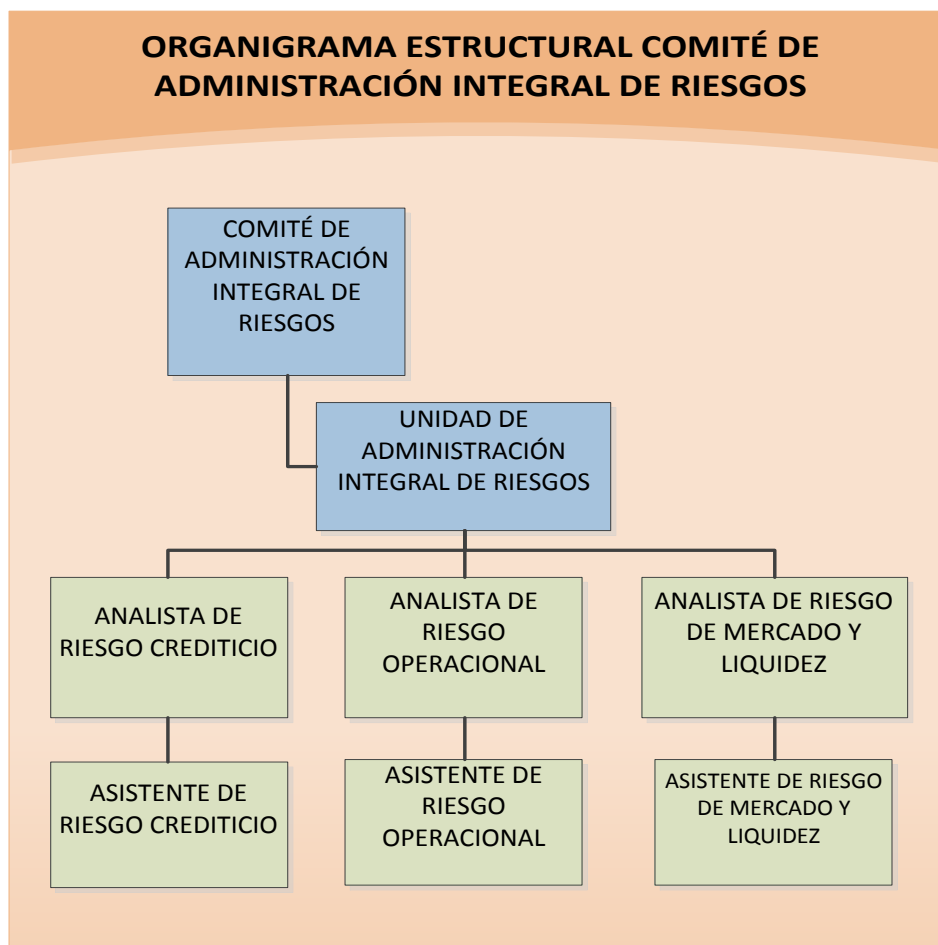 ORGANIGRAMA ESTRUCTURAL COMITÉ DE
ADMINISTRACIÓN INTEGRAL DE RIESGOS
COMITÉ DE
ADMINISTRACIÓN
INTEGRAL DE
RIESGOS
UNIDAD DE
ADMINISTRACIÓN
INTEGRAL DE RIESGOS
ANALISTA DE
RIESGO CREDITICIO
ANALISTA DE
RIESGO
OPERACIONAL
ANALISTA DE RIESGO
DE MERCADO Y
LIQUIDEZ
ASISTENTE DE
RIESGO CREDITICIO
ASISTENTE DE
RIESGO
OPERACIONAL
ASISTENTE DE RIESGO
DE MERCADO Y
LIQUIDEZ